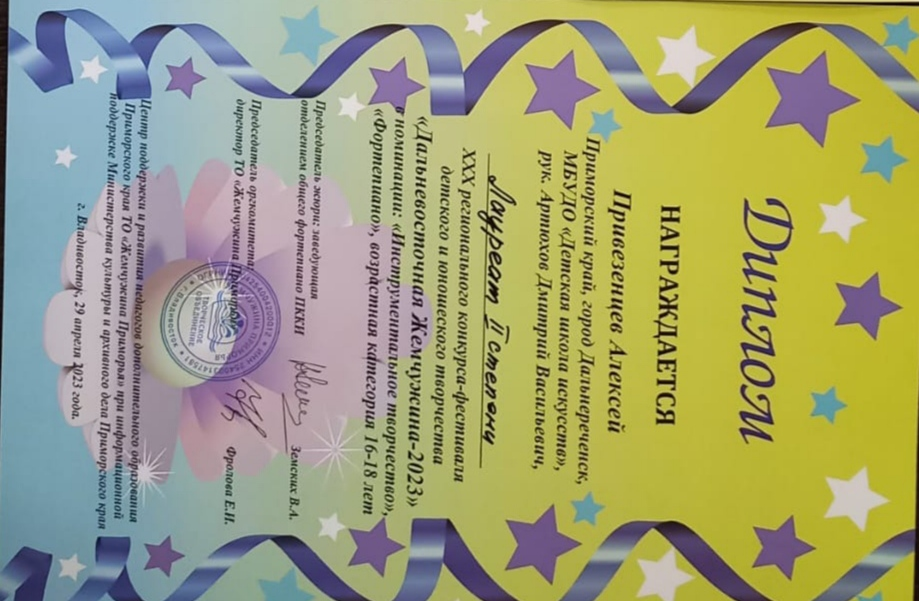 Диплом
НАГРАЖДАЕТСЯ
Привезенцев Алексей
Приморский край, город Дальнереченск,
МБУДО «Детская школа искусств»,
рук. Артюхов Дмитрий Васильевич,
Лауреат II степени
XXX регионального конкурса-фестиваля
детского и юношеского творчества
«Дальневосточная Жемчужина-2023»
в номинации: «Инструментальное творчество»,
«Фортепиано», возрастная категория 16-18 лет
Председатель жюри: заведующая
отделением общего фортепиано ПККИ Земских В.А.
Председатель оргкомитета:
директор ТО «Жемчужина Приморья» Фролова Е.И.
ТВОРЧЕСКОЕ
ОБЪЕДИНЕНИЕ
г. Владивосток
Центр поддержки и развития педагогов дополнительного образования
Приморского края ТО «Жемчужина Приморья» при информационной
поддержке Министерства культуры и архивного дела Приморского края
г. Владивосток, 29 апреля 2023 года.